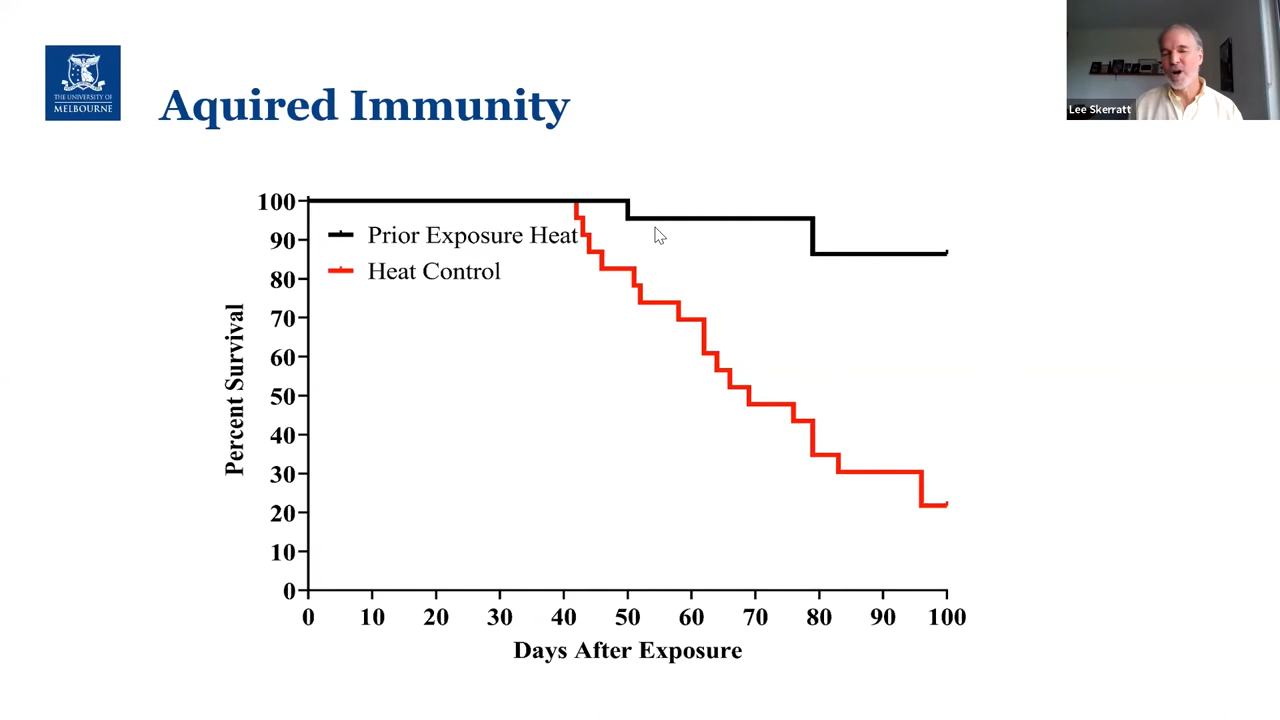 THE UNIVERSITY OF
MELBOURNE
Aquired Immunity
Lee Skerratt
Prior Exposure Heat
Heat Control
Percent Survival
100
90
80
70
60
50
40
30
20
10
0
0 10 20 30 40 50 60 70 80 90 100
Days After Exposure